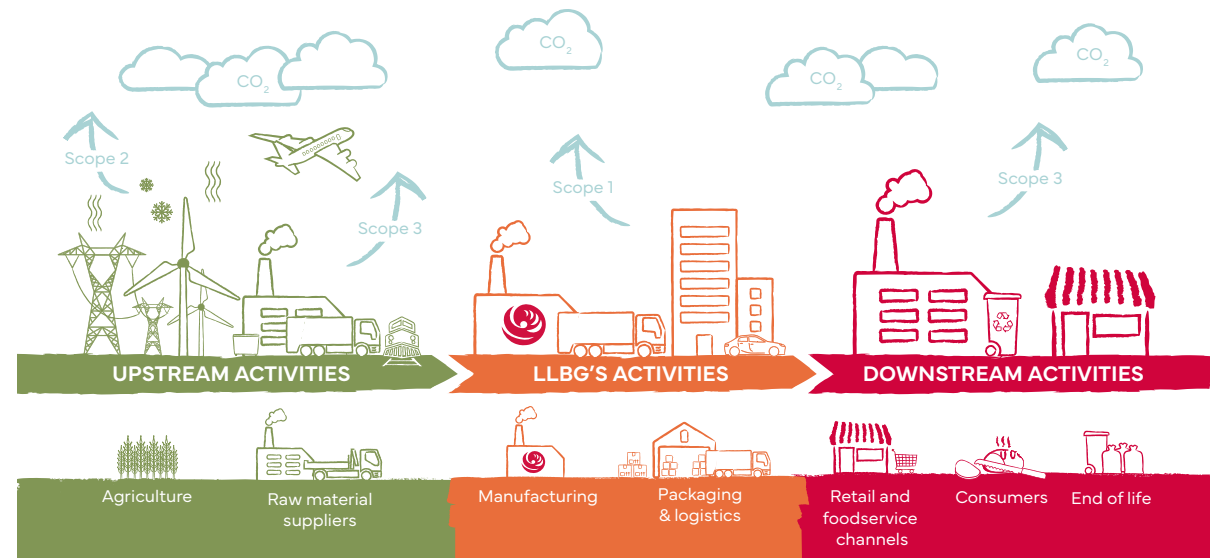 CO2
CO2
CO2
CO2
Scope 2
Scope 3
Scope 1
Scope 3
UPSTREAM ACTIVITIES
LLBG'S ACTIVITIES
DOWNSTREAM ACTIVITIES
Agriculture
Raw material
suppliers
Manufacturing
Packaging
& logistics
Retail and
foodservice
channels
Consumers
End of life